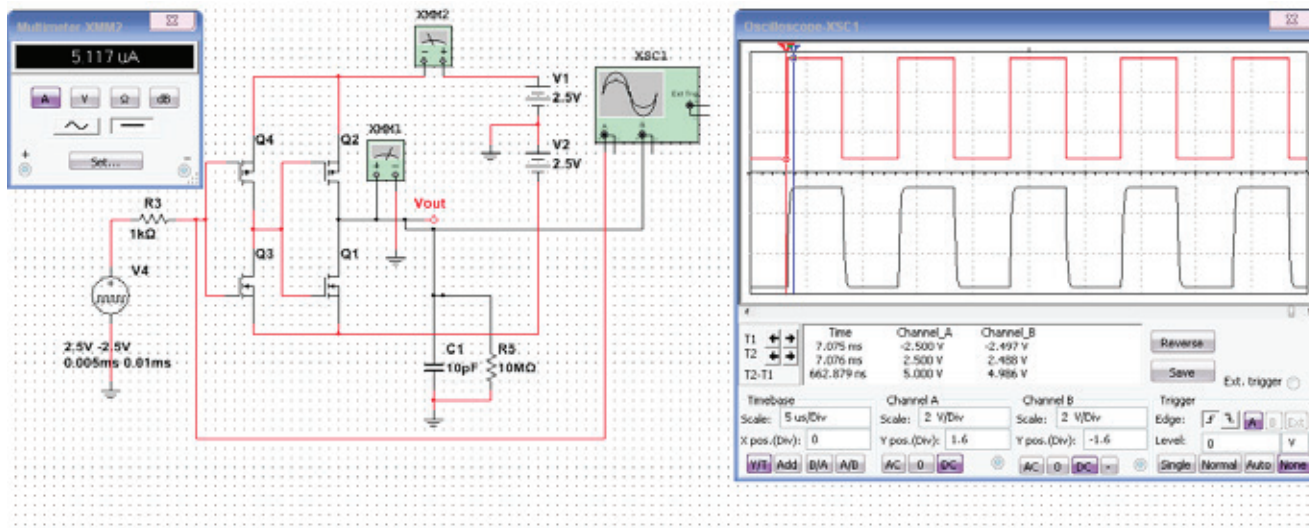 Multimeter-XMM2
5.117 uA
A V Ω dB
Set...
+ -
XMM2
XSC1
Ext Trig
A B
V1
2.5V
V2
2.5V
Q4
Q2
XMM1
R3
1kΩ
Vout
Q3
Q1
V4
2.5V -2.5V
0.005ms 0.01ms
C1
10pF
R5
10MΩ
Oscilloscope-XSC1
Time Channel_A Channel_B
T1 7.075 ms -2.500 V -2.497 V
T2 7.076 ms 2.500 V 2.488 V
T2-T1 662.879 ns 5.000 V 4.986 V
Reverse
Save
Ext. trigger
Timebase Channel A Channel B Trigger
Scale: 5 us/Div Scale: 2 V/Div Scale: 2 V/Div Edge: A B Ext
X pos.(Div): 0 Y pos.(Div): 1.6 Y pos.(Div): -1.6 Level: 0 V
Y/T Add B/A A/B AC 0 DC AC 0 DC - Single Normal Auto None